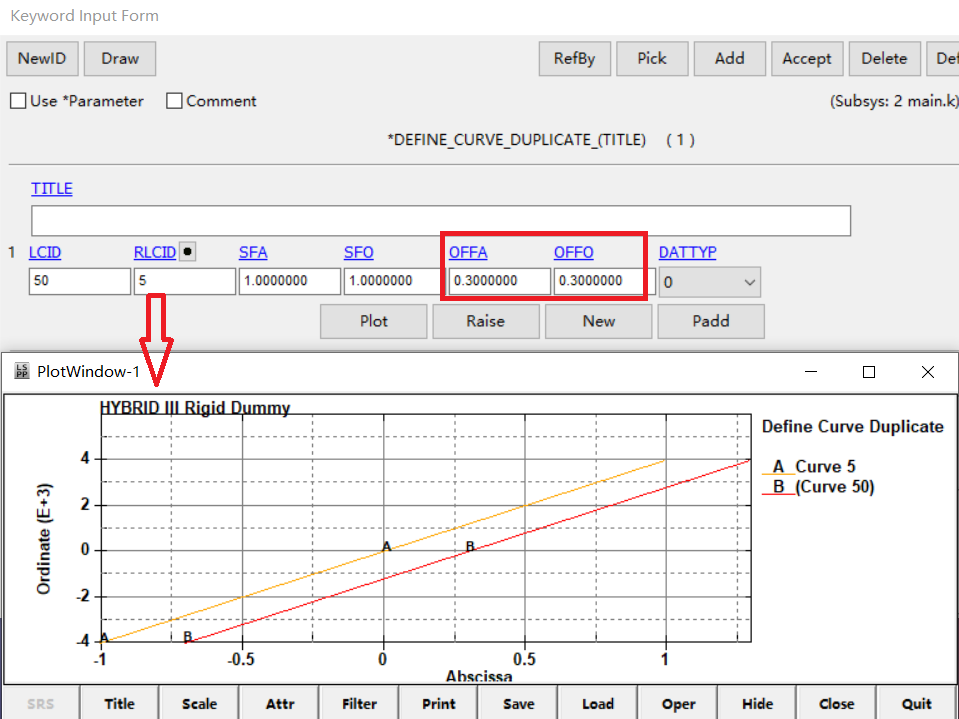 Keyword Input Form
NewID Draw RefBy Pick Add Accept Delete Def
Use *Parameter Comment (Subsys: 2 main.k)
*DEFINE_CURVE_DUPLICATE_(TITLE) (1)
TITLE
1 LCID RLCID SFA SFO OFFA OFFO DATTYP
50 5 1.0000000 1.0000000 0.3000000 0.3000000 0
Plot Raise New Padd
LS PP PlotWindow-1
HYBRID III Rigid Dummy
Define Curve Duplicate
A Curve 5
B (Curve 50)
Ordinate (E+3)
4
2
0
-2
-4
A B
A B
-1 -0.5 0 0.5 1
Abscissa
SRS Title Scale Attr Filter Print Save Load Oper Hide Close Quit